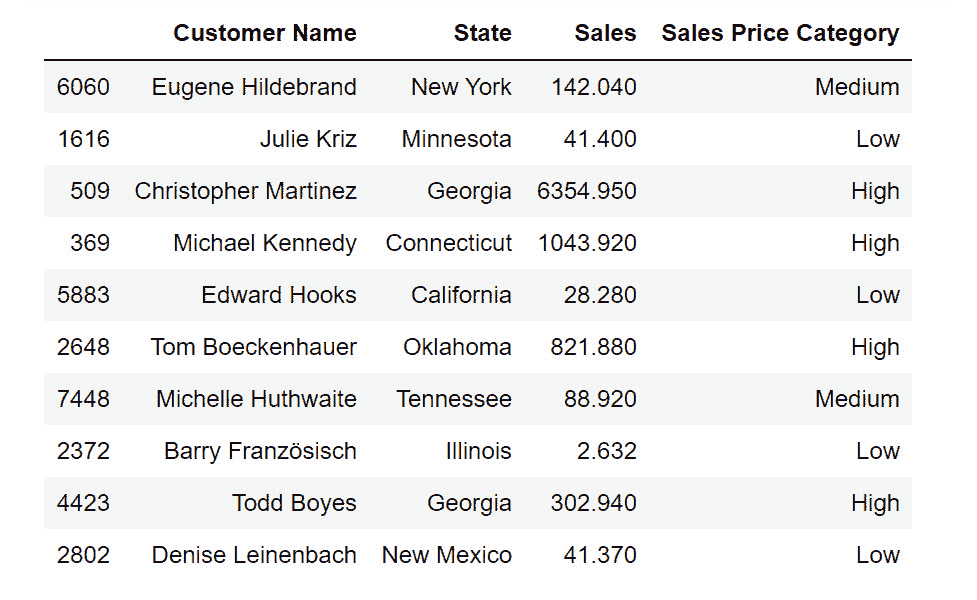 Customer Name State Sales Sales Price Category
6060 Eugene Hildebrand New York 142.040 Medium
1616 Julie Kriz Minnesota 41.400 Low
509 Christopher Martinez Georgia 6354.950 High
369 Michael Kennedy Connecticut 1043.920 High
5883 Edward Hooks California 28.280 Low
2648 Tom Boeckenhauer Oklahoma 821.880 High
7448 Michelle Huthwaite Tennessee 88.920 Medium
2372 Barry Französisch Illinois 2.632 Low
4423 Todd Boyes Georgia 302.940 High
2802 Denise Leinenbach New Mexico 41.370 Low